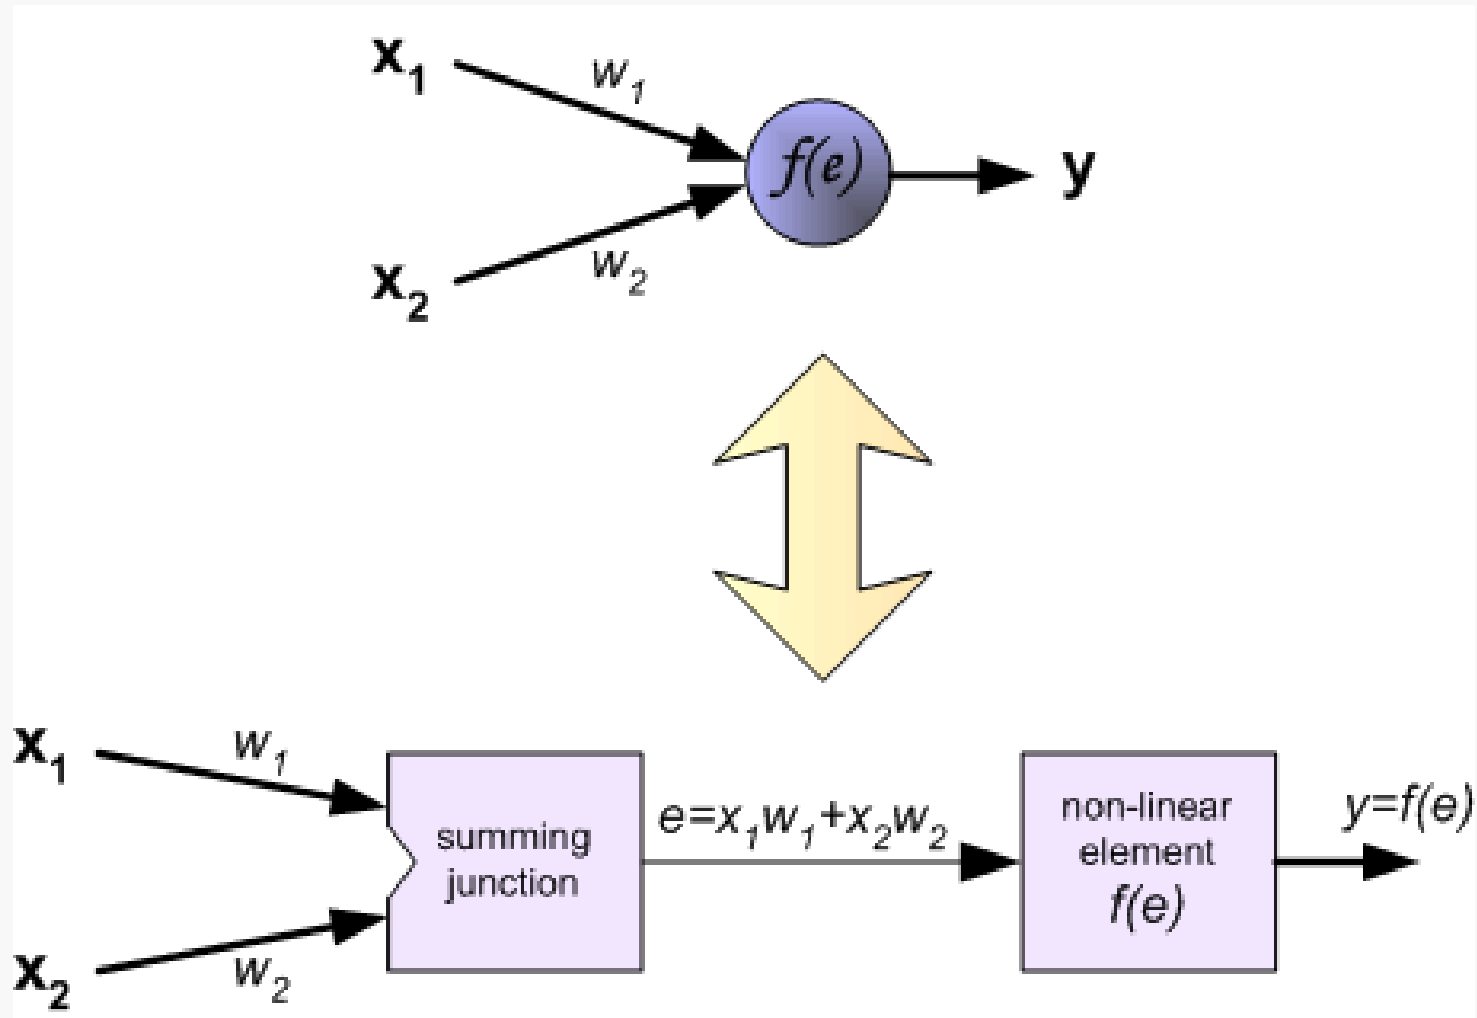 x₁
w₁
f(e)
y
w₂
x₂
x₁
w₁
summing
junction
e=x₁w₁+x₂w₂
non-linear
element
f(e)
y=f(e)
w₂
x₂